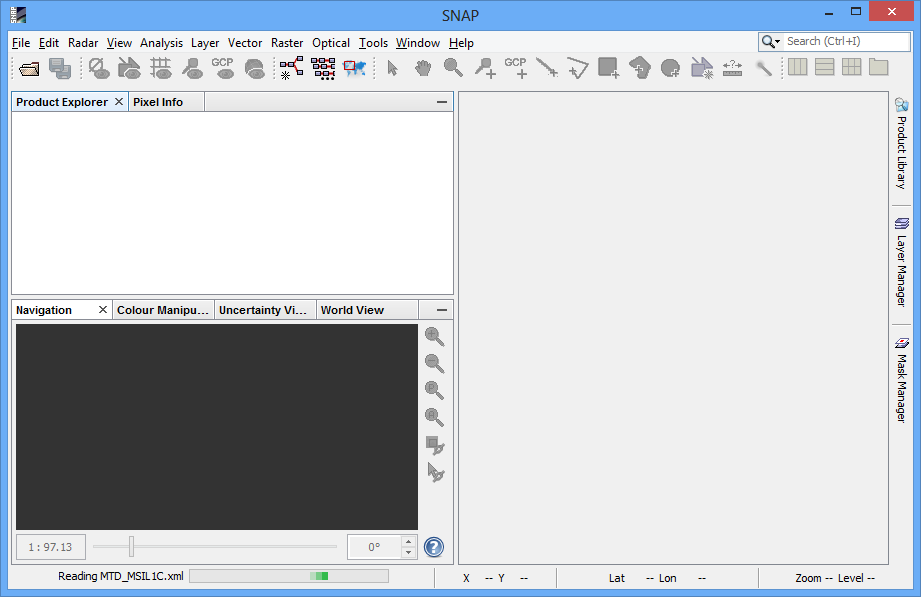 SNAP
SNAP
File Edit Radar View Analysis Layer Vector Raster Optical Tools Window Help
Search (Ctrl+I)
GCP GCP
Product Explorer Pixel Info
Product Library
Layer Manager
Mask Manager
Navigation Colour Manipu... Uncertainty Vi... World View
1 : 97.13 0° ?
Reading MTD_MSIL1C.xml X -- Y -- Lat -- Lon -- Zoom -- Level --